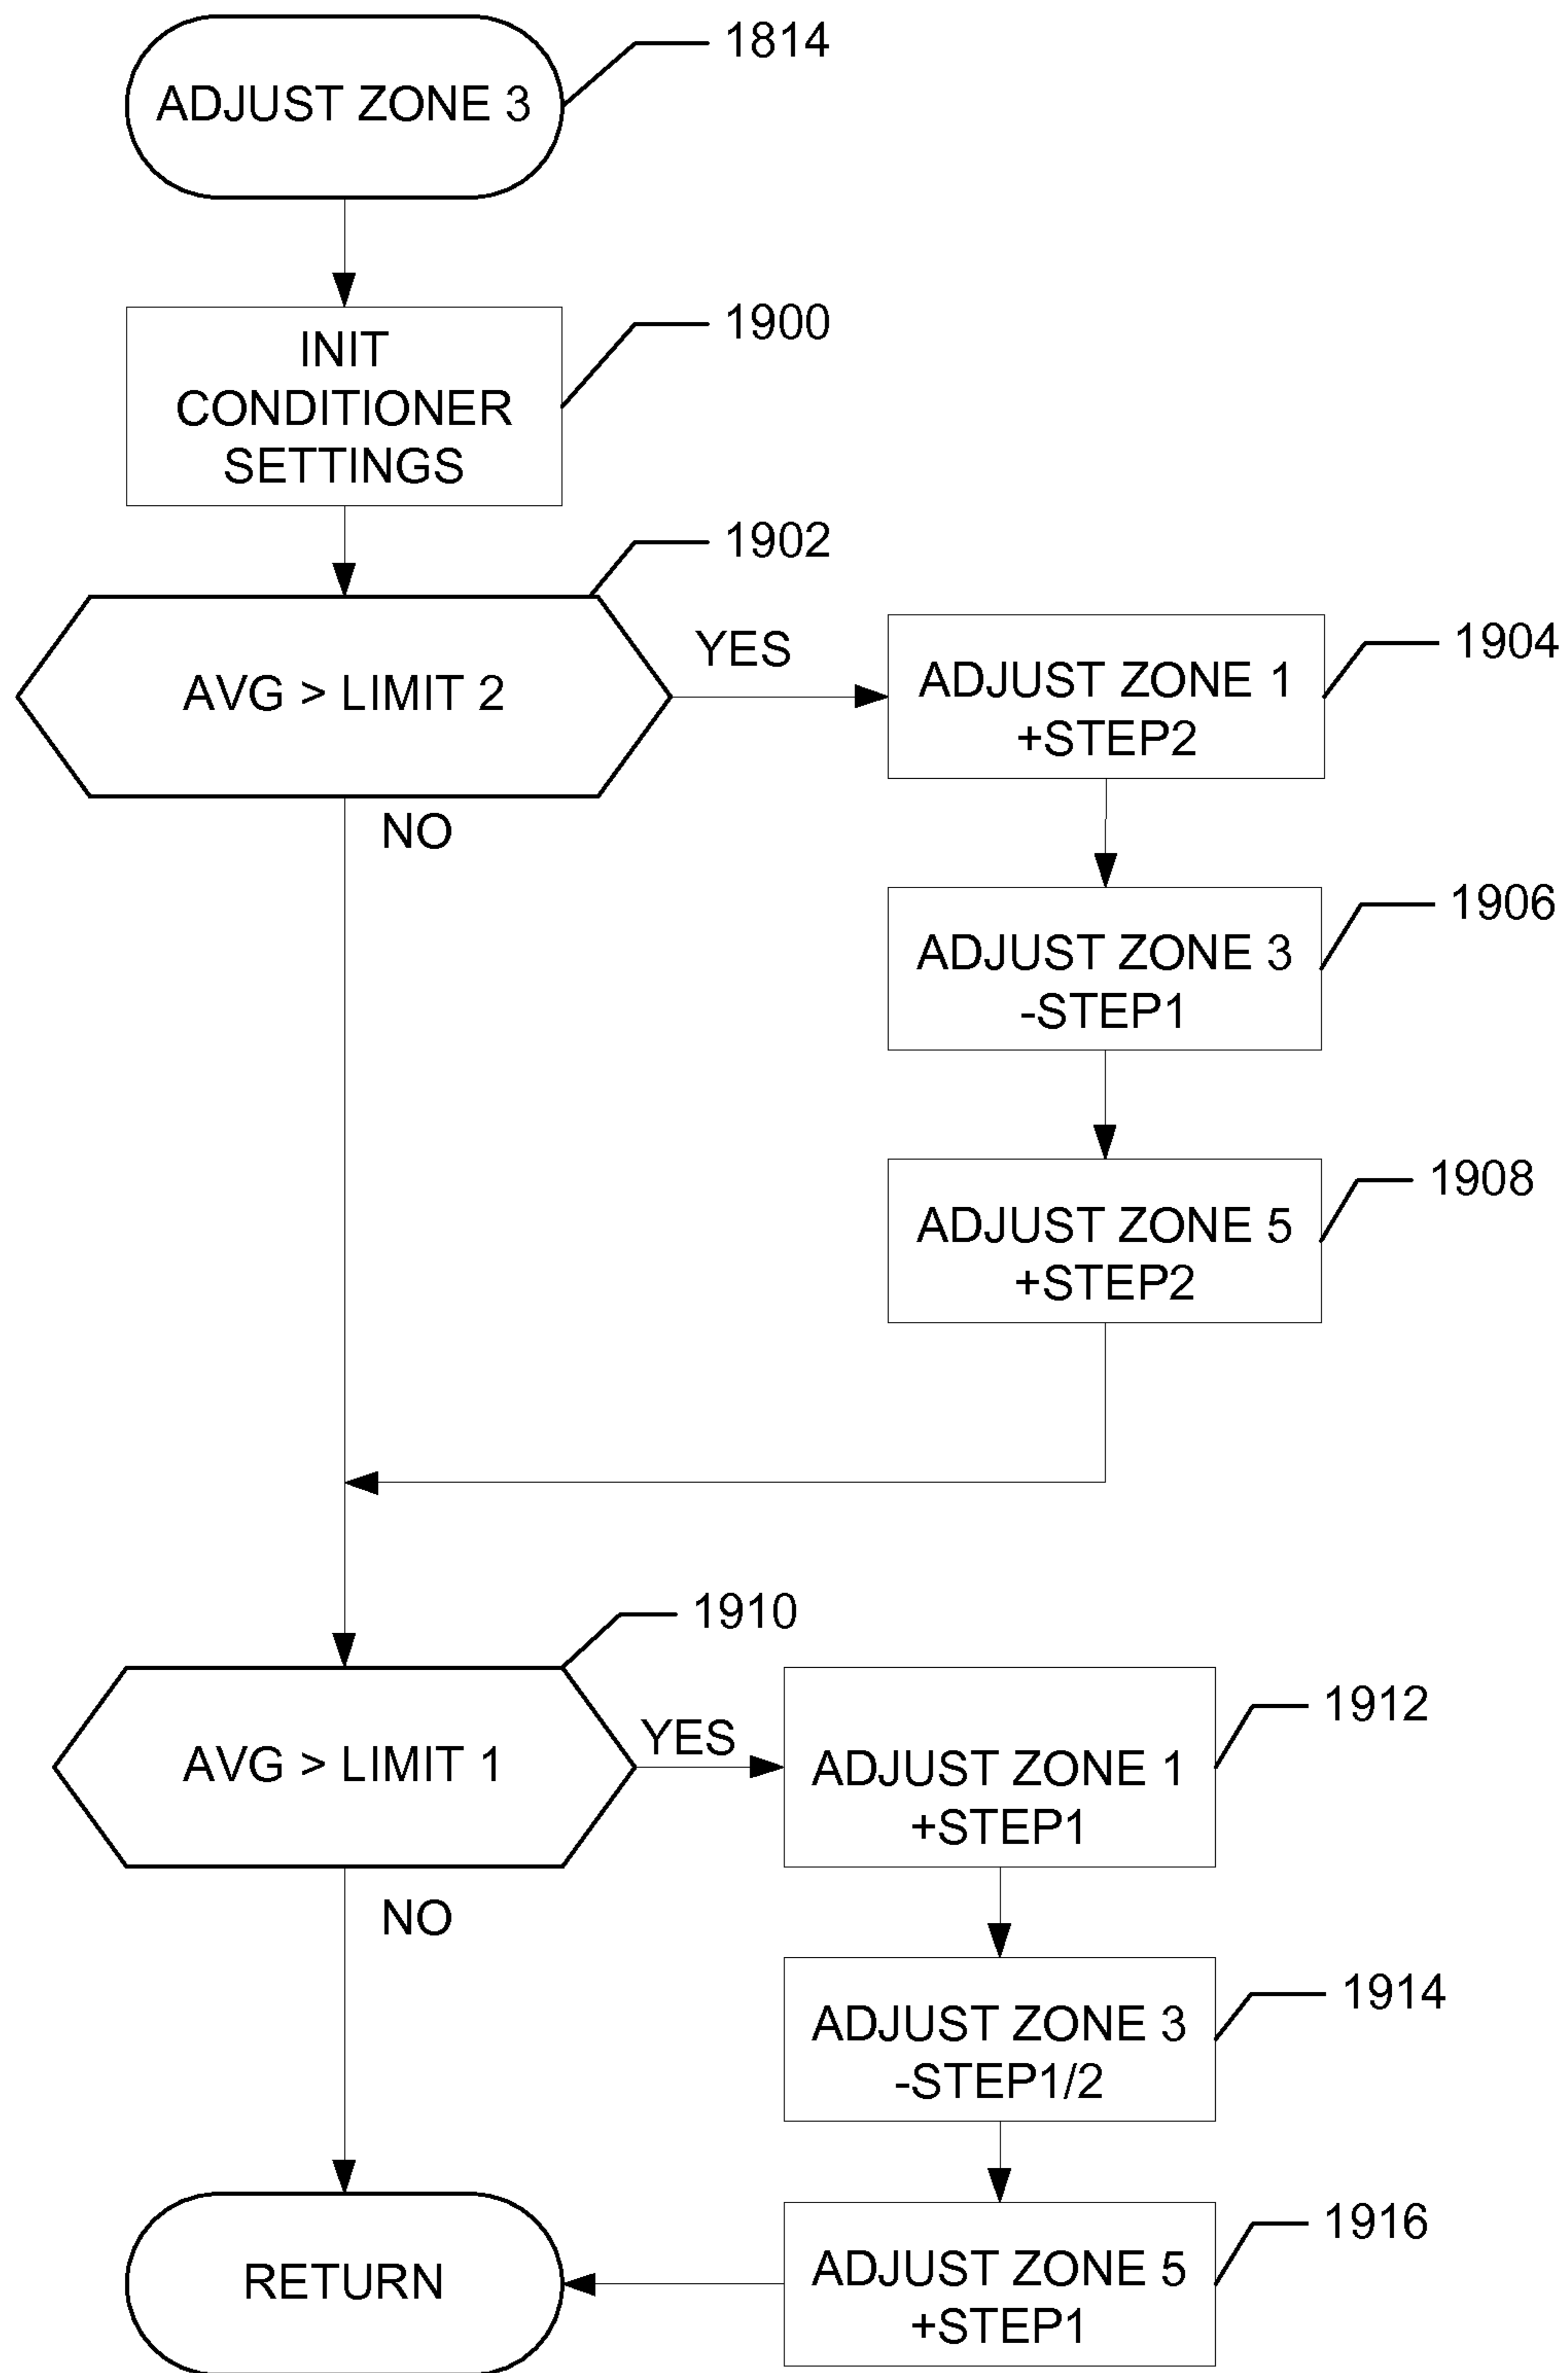 1814
ADJUST ZONE 3
1900
INIT
CONDITIONER
SETTINGS
1902
AVG > LIMIT 2
YES
NO
1904
ADJUST ZONE 1
+STEP2
1906
ADJUST ZONE 3
-STEP1
1908
ADJUST ZONE 5
+STEP2
1910
AVG > LIMIT 1
YES
NO
1912
ADJUST ZONE 1
+STEP1
1914
ADJUST ZONE 3
-STEP1/2
1916
ADJUST ZONE 5
+STEP1
RETURN